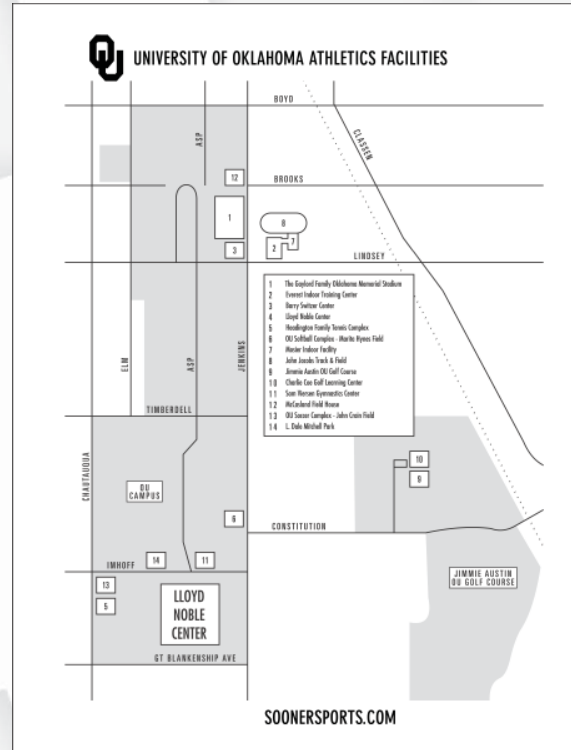 OU UNIVERSITY OF OKLAHOMA ATHLETICS FACILITIES
BOYD
ASP
CLASSEN
12
BROOKS
1
8
2
7
3
LINDSEY
1 The Gaylord Family Oklahoma Memorial Stadium
2 Everest Indoor Training Center
3 Barry Switzer Center
4 Lloyd Noble Center
5 Headington Family Tennis Complex
6 OU Softball Complex - Marita Hynes Field
7 Mosier Indoor Facility
8 John Jacobs Track & Field
9 Jimmie Austin OU Golf Course
10 Charlie Coe Golf Learning Center
11 Sam Viersen Gymnastics Center
12 McCasland Field House
13 OU Soccer Complex - John Crain Field
14 L. Dale Mitchell Park
ELM
ASP
JENKINS
TIMBERDELL
CHAUTAUQUA
OU
CAMPUS
10
9
6
CONSTITUTION
14
11
IMHOFF
13
5
LLOYD
NOBLE
CENTER
JIMMIE AUSTIN
OU GOLF COURSE
GT BLANKENSHIP AVE
SOONERSPORTS.COM